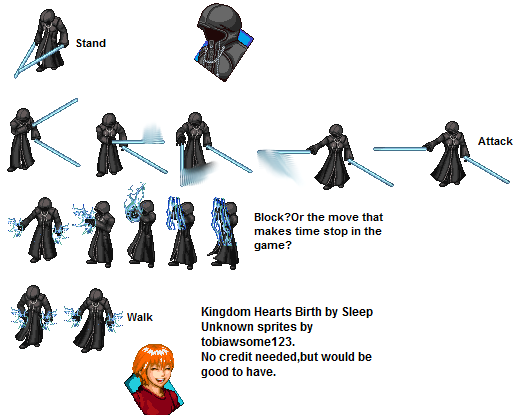 Stand
Attack
Block?Or the move that
makes time stop in the
game?
Walk
Kingdom Hearts Birth by Sleep
Unknown sprites by
tobiawsome123.
No credit needed,but would be
good to have.